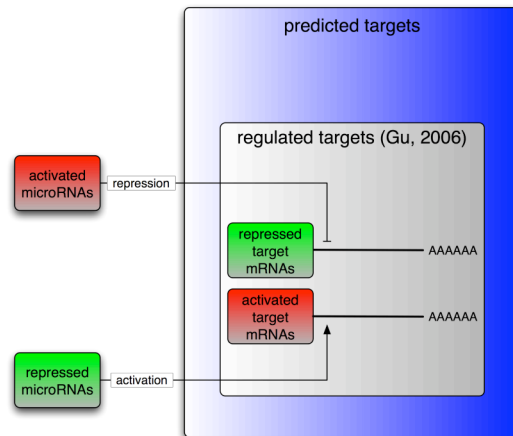 predicted targets
regulated targets (Gu, 2006)
activated
microRNAs
repression
repressed
target
mRNAs
AAAAAA
activated
target
mRNAs
AAAAAA
repressed
microRNAs
activation